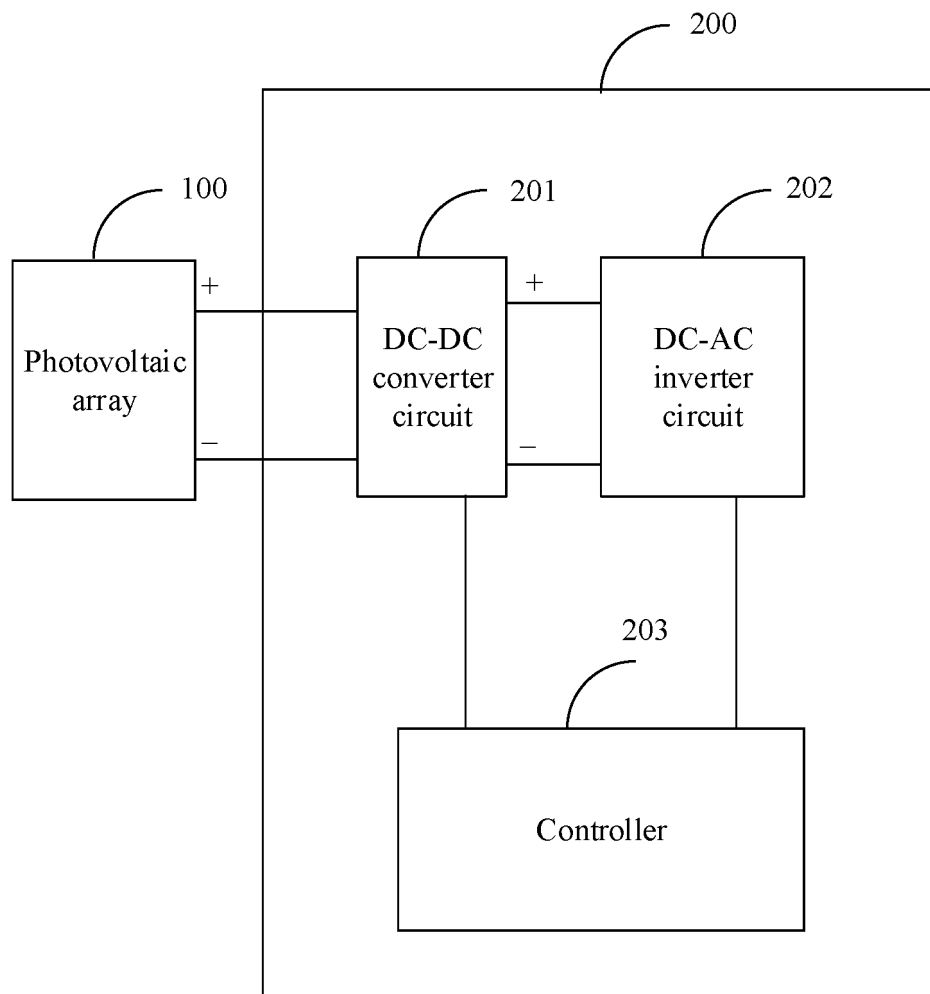 200
100
201
202
+
+
Photovoltaic
array
DC-DC
converter
circuit
DC-AC
inverter
circuit
−
−
203
Controller